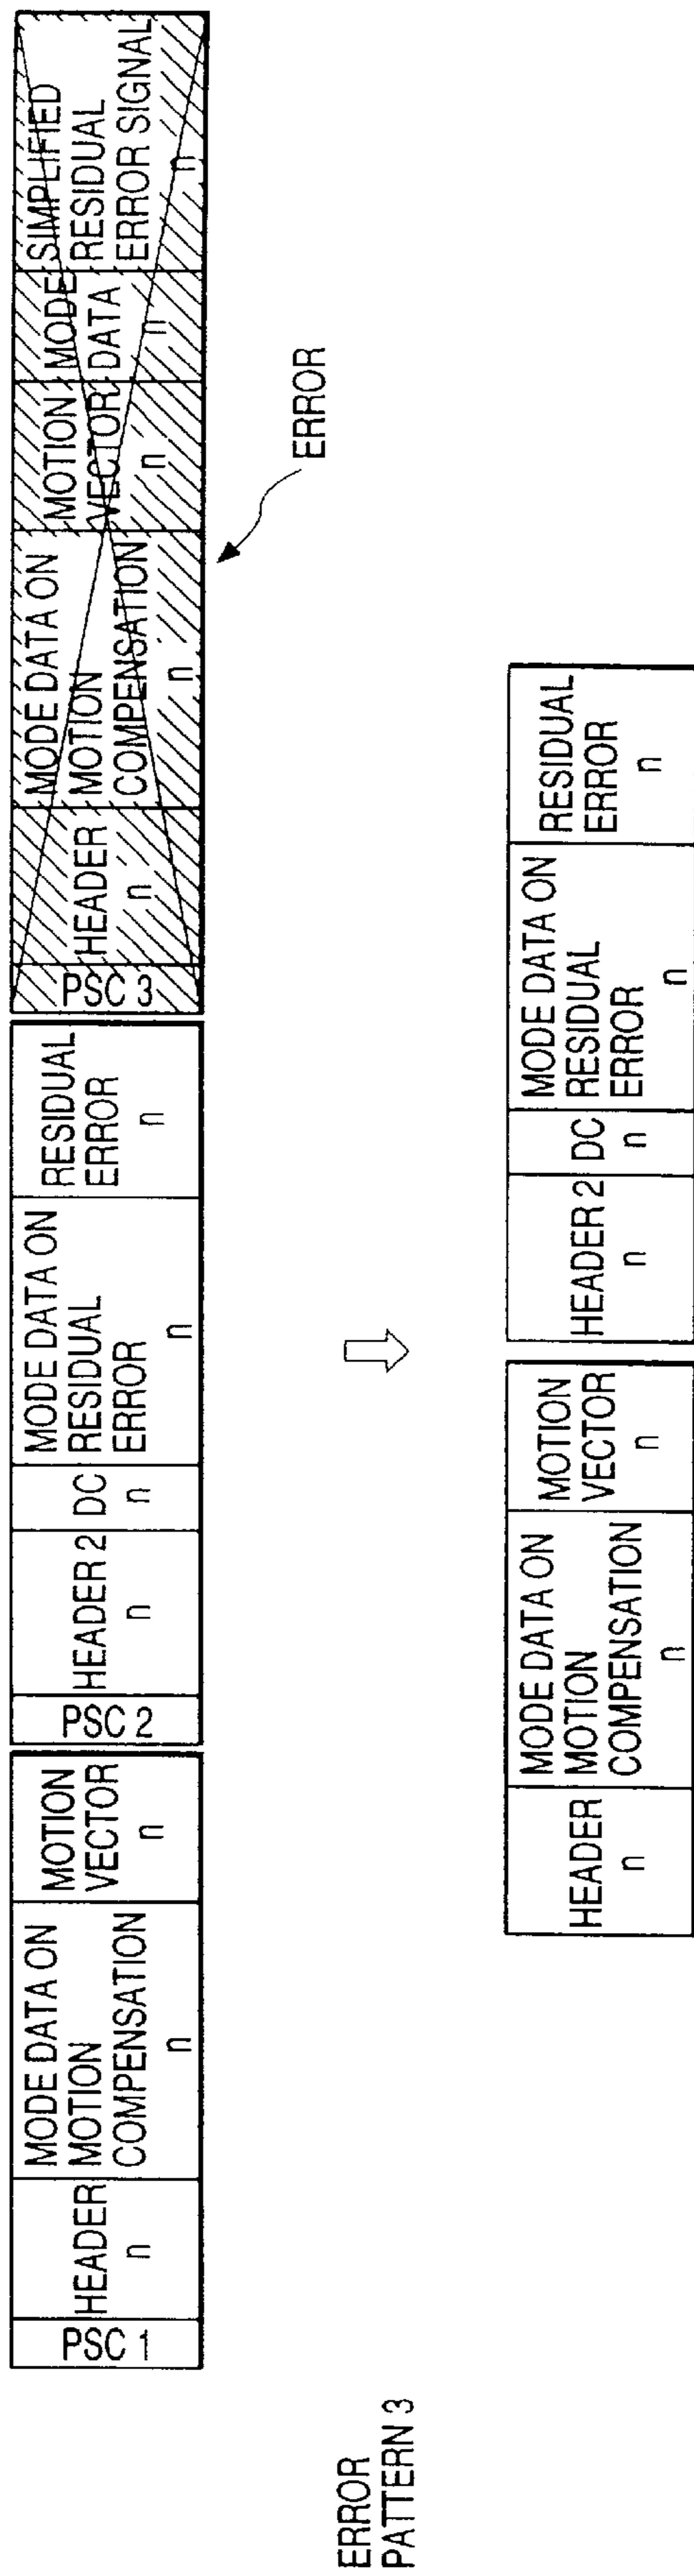 ERROR
PATTERN 3
PSC 1
HEADER
n
MODE DATA ON
MOTION
COMPENSATION
n
MOTION
VECTOR
n
PSC 2
HEADER 2
n
DC
n
MODE DATA ON
RESIDUAL
ERROR
n
RESIDUAL
ERROR
n
PSC 3
HEADER
n
MODE DATA ON
MOTION
COMPENSATION
n
MOTION
VECTOR
n
MODE
DATA
n
SIMPLIFIED
RESIDUAL
ERROR SIGNAL
n
ERROR
HEADER
n
MODE DATA ON
MOTION
COMPENSATION
n
MOTION
VECTOR
n
HEADER 2
n
DC
n
MODE DATA ON
RESIDUAL
ERROR
n
RESIDUAL
ERROR
n